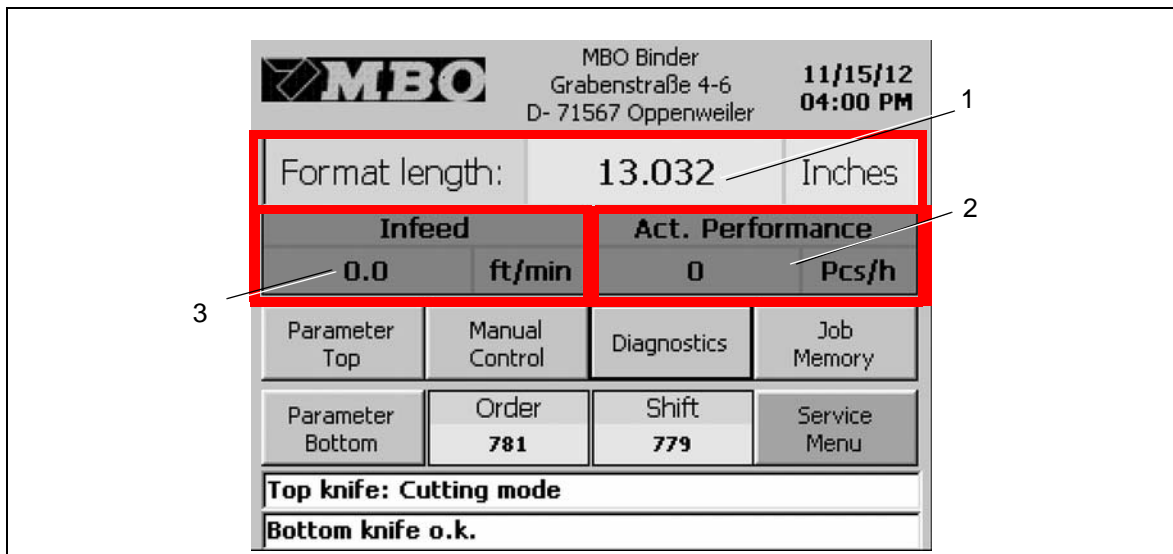 MBO
MBO Binder
Grabenstraße 4-6
D- 71567 Oppenweiler
11/15/12
04:00 PM
1
Format length: 13.032 Inches
2
Infeed
Act. Performance
0.0 ft/min
0 Pcs/h
3
Parameter
Top
Manual
Control
Diagnostics
Job
Memory
Parameter
Bottom
Order
781
Shift
779
Service
Menu
Top knife: Cutting mode
Bottom knife o.k.